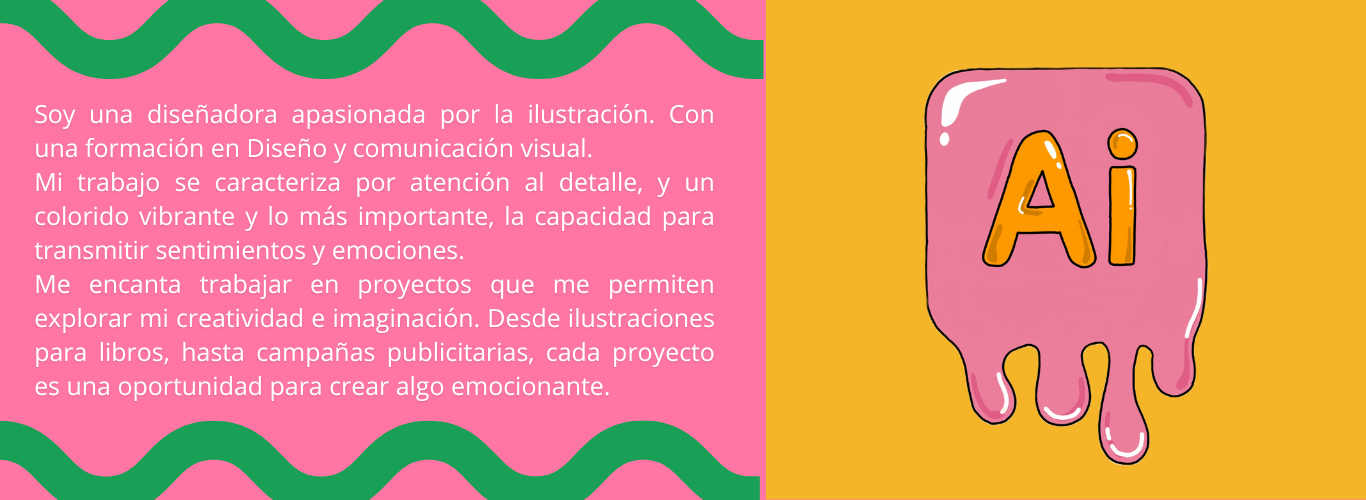 Soy una diseñadora apasionada por la ilustración. Con
una formación en Diseño y comunicación visual.
Mi trabajo se caracteriza por atención al detalle, y un
colorido vibrante y lo más importante, la capacidad para
transmitir sentimientos y emociones.
Me encanta trabajar en proyectos que me permiten
explorar mi creatividad e imaginación. Desde ilustraciones
para libros, hasta campañas publicitarias, cada proyecto
es una oportunidad para crear algo emocionante.
Ai